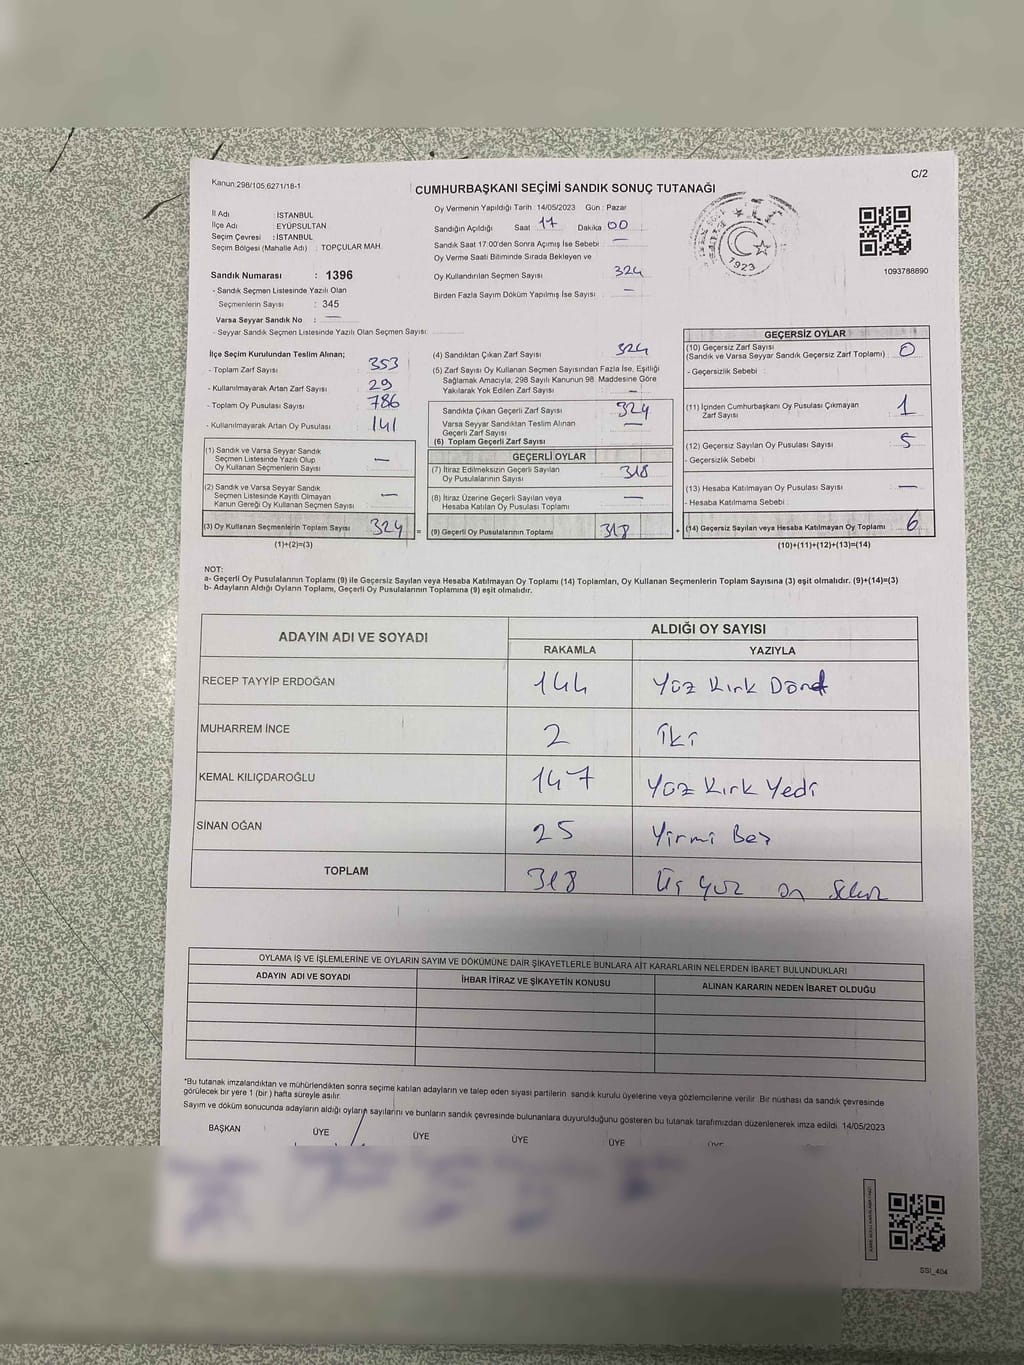 Kanun.298/105,6271/18-1
C/2
CUMHURBAŞKANI SEÇİMİ SANDIK SONUÇ TUTANAĞI
İl Adı : İSTANBUL
İlçe Adı : EYÜPSULTAN
Seçim Çevresi : İSTANBUL
Seçim Bölgesi (Mahalle Adı) : TOPÇULAR MAH.
Sandık Numarası : 1396
- Sandık Seçmen Listesinde Yazılı Olan
Seçmenlerin Sayısı : 345
Varsa Seyyar Sandık No : —
- Seyyar Sandık Seçmen Listesinde Yazılı Olan Seçmen Sayısı:
Oy Vermenin Yapıldığı Tarih 14/05/2023 Gün : Pazar
Sandığın Açıldığı Saat 17 Dakika 00
Sandık Saat 17:00'den Sonra Açılmış İse Sebebi —
Oy Verme Saati Bitiminde Sırada Bekleyen ve
Oy Kullandırılan Seçmen Sayısı 324
Birden Fazla Sayım Döküm Yapılmış İse Sayısı —
1923
1093788890
İlçe Seçim Kurulundan Teslim Alınan;
- Toplam Zarf Sayısı 353
- Kullanılmayarak Artan Zarf Sayısı 29
- Toplam Oy Pusulası Sayısı 786
- Kullanılmayarak Artan Oy Pusulası 141
(1) Sandık ve Varsa Seyyar Sandık
Seçmen Listesinde Yazılı Olup
Oy Kullanan Seçmenlerin Sayısı —
(2) Sandık ve Varsa Seyyar Sandık
Seçmen Listesinde Kayıtlı Olmayan
Kanun Gereği Oy Kullanan Seçmen Sayısı —
(3) Oy Kullanan Seçmenlerin Toplam Sayısı 324 =
(1)+(2)=(3)
(4) Sandıktan Çıkan Zarf Sayısı 324
(5) Zarf Sayısı Oy Kullanan Seçmen Sayısından Fazla İse, Eşitliği
Sağlamak Amacıyla, 298 Sayılı Kanunun 98. Maddesine Göre
Yakılarak Yok Edilen Zarf Sayısı —
Sandıkta Çıkan Geçerli Zarf Sayısı 324
Varsa Seyyar Sandıktan Teslim Alınan
Geçerli Zarf Sayısı —
(6) Toplam Geçerli Zarf Sayısı
GEÇERLİ OYLAR
(7) İtiraz Edilmeksizin Geçerli Sayılan
Oy Pusulalarının Sayısı 318
(8) İtiraz Üzerine Geçerli Sayılan veya
Hesaba Katılan Oy Pusulası Toplamı —
(9) Geçerli Oy Pusulalarının Toplamı 318 +
GEÇERSİZ OYLAR
(10) Geçersiz Zarf Sayısı
(Sandık ve Varsa Seyyar Sandık Geçersiz Zarf Toplamı) 0
- Geçersizlik Sebebi :
(11) İçinden Cumhurbaşkanı Oy Pusulası Çıkmayan
Zarf Sayısı 1
(12) Geçersiz Sayılan Oy Pusulası Sayısı 5
- Geçersizlik Sebebi :
(13) Hesaba Katılmayan Oy Pusulası Sayısı —
- Hesaba Katılmama Sebebi :
(14) Geçersiz Sayılan veya Hesaba Katılmayan Oy Toplamı 6
(10)+(11)+(12)+(13)=(14)
NOT:
a- Geçerli Oy Pusulalarının Toplamı (9) ile Geçersiz Sayılan veya Hesaba Katılmayan Oy Toplamı (14) Toplamları, Oy Kullanan Seçmenlerin Toplam Sayısına (3) eşit olmalıdır. (9)+(14)=(3)
b- Adayların Aldığı Oyların Toplamı, Geçerli Oy Pusulalarının Toplamına (9) eşit olmalıdır.
ADAYIN ADI VE SOYADI
ALDIĞI OY SAYISI
RAKAMLA YAZIYLA
RECEP TAYYİP ERDOĞAN 144 Yüz Kırk Dört
MUHARREM İNCE 2 İki
KEMAL KILIÇDAROĞLU 147 Yüz Kırk Yedi
SİNAN OĞAN 25 Yirmi Beş
TOPLAM 318 Üç yüz on Sekiz
OYLAMA İŞ VE İŞLEMLERİNE VE OYLARIN SAYIM VE DÖKÜMÜNE DAİR ŞİKAYETLERLE BUNLARA AİT KARARLARIN NELERDEN İBARET BULUNDUKLARI
ADAYIN ADI VE SOYADI İHBAR İTİRAZ VE ŞİKAYETİN KONUSU ALINAN KARARIN NEDEN İBARET OLDUĞU
*Bu tutanak imzalandıktan ve mühürlendikten sonra seçime katılan adayların ve talep eden siyasi partilerin sandık kurulu üyelerine veya gözlemcilerine verilir. Bir nüshası da sandık çevresinde
görülecek bir yere 1 (bir) hafta süreyle asılır.
Sayım ve döküm sonucunda adayların aldığı oyların sayılarını ve bunların sandık çevresinde bulunanlara duyurulduğunu gösteren bu tutanak tarafımızdan düzenlenerek imza edildi. 14/05/2023
BAŞKAN ÜYE ÜYE ÜYE ÜYE ÜYE
SSI_404